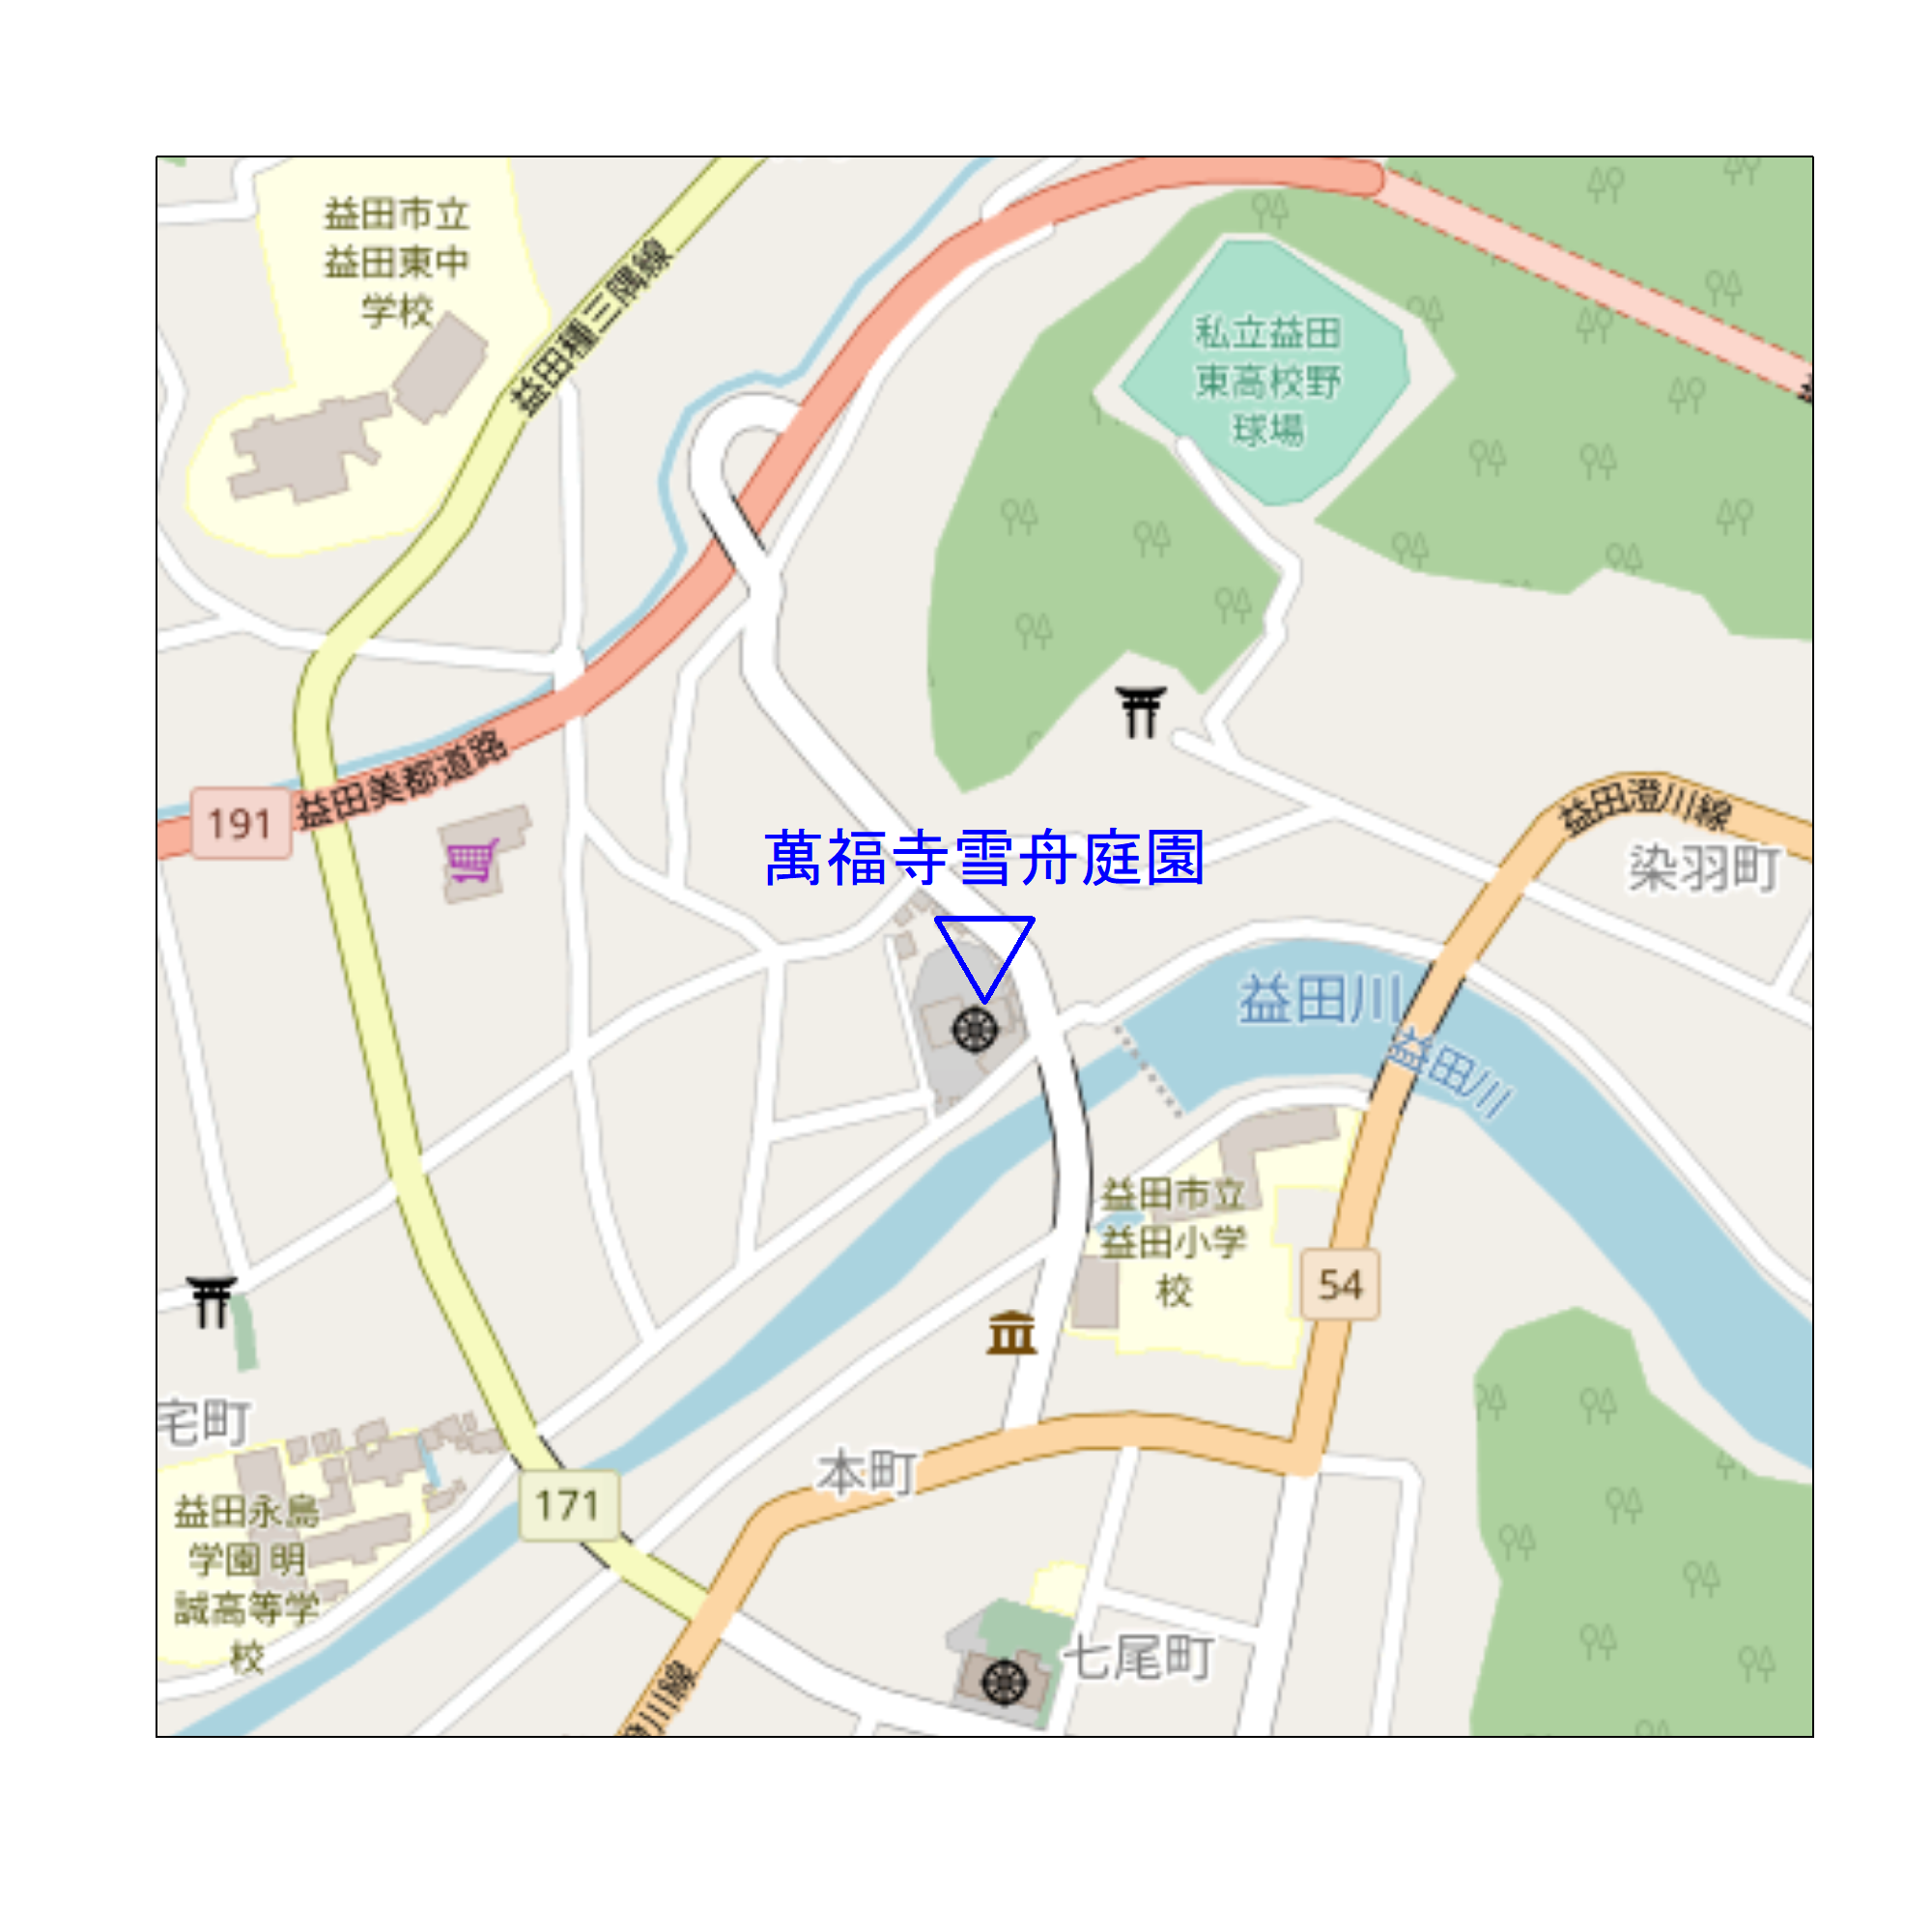 益田市立
益田東中
学校
益田種三隅線
私立益田
東高校野
球場
益田美都道路
191
益田澄川線
萬福寺雪舟庭園
染羽町
益田川
益田川
益田市立
益田小学
校
54
宅町
本町
171
益田永島
学園 明
誠高等学
校
七尾町
川線